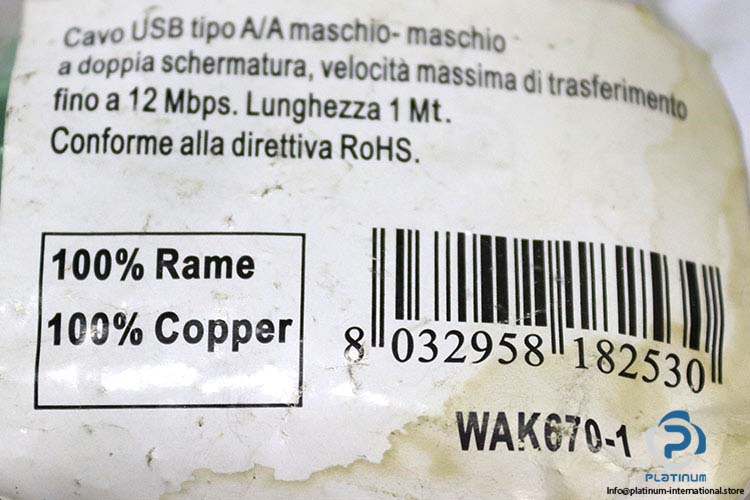 Cavo USB tipo A/A maschio- maschio
a doppia schermatura, velocità massima di trasferimento
fino a 12 Mbps. Lunghezza 1 Mt.
Conforme alla direttiva RoHS.
100% Rame
100% Copper
8 032958 182530
WAK670-1
PLATINUM
Info@platinum-international.store